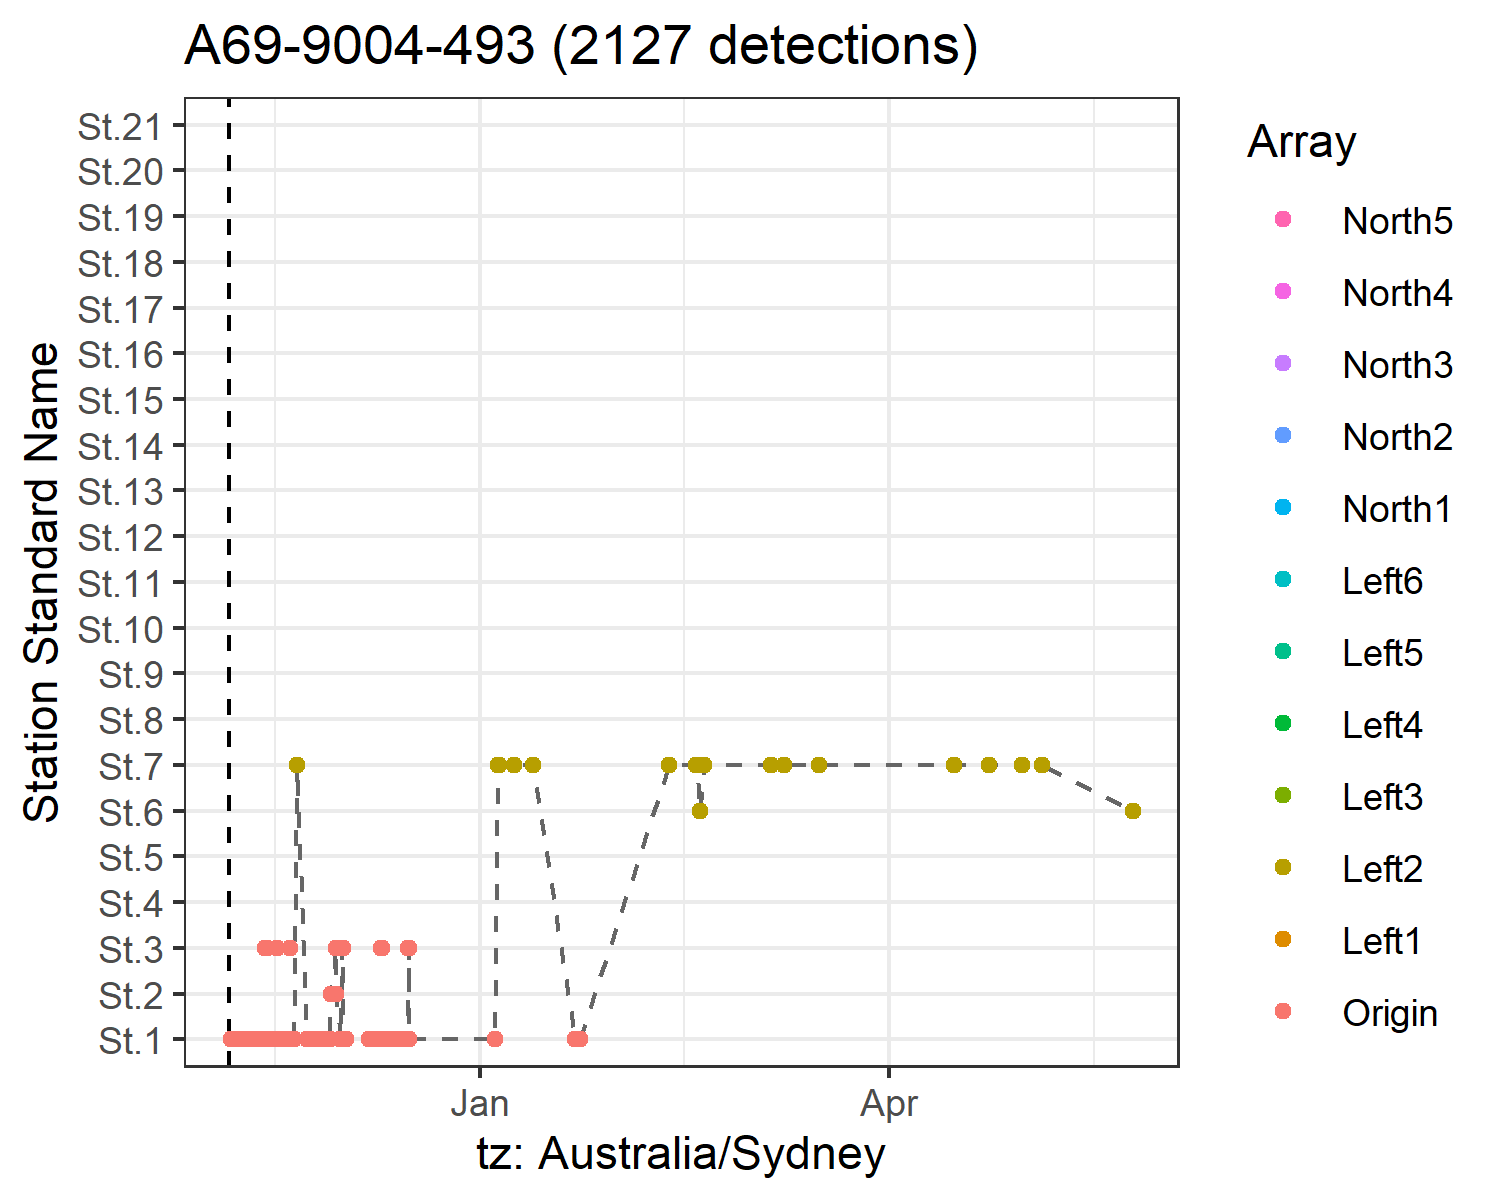 A69-9004-493 (2127 detections)
Station Standard Name
St.21
St.20
St.19
St.18
St.17
St.16
St.15
St.14
St.13
St.12
St.11
St.10
St.9
St.8
St.7
St.6
St.5
St.4
St.3
St.2
St.1
Jan
Apr
tz: Australia/Sydney
Array
North5
North4
North3
North2
North1
Left6
Left5
Left4
Left3
Left2
Left1
Origin